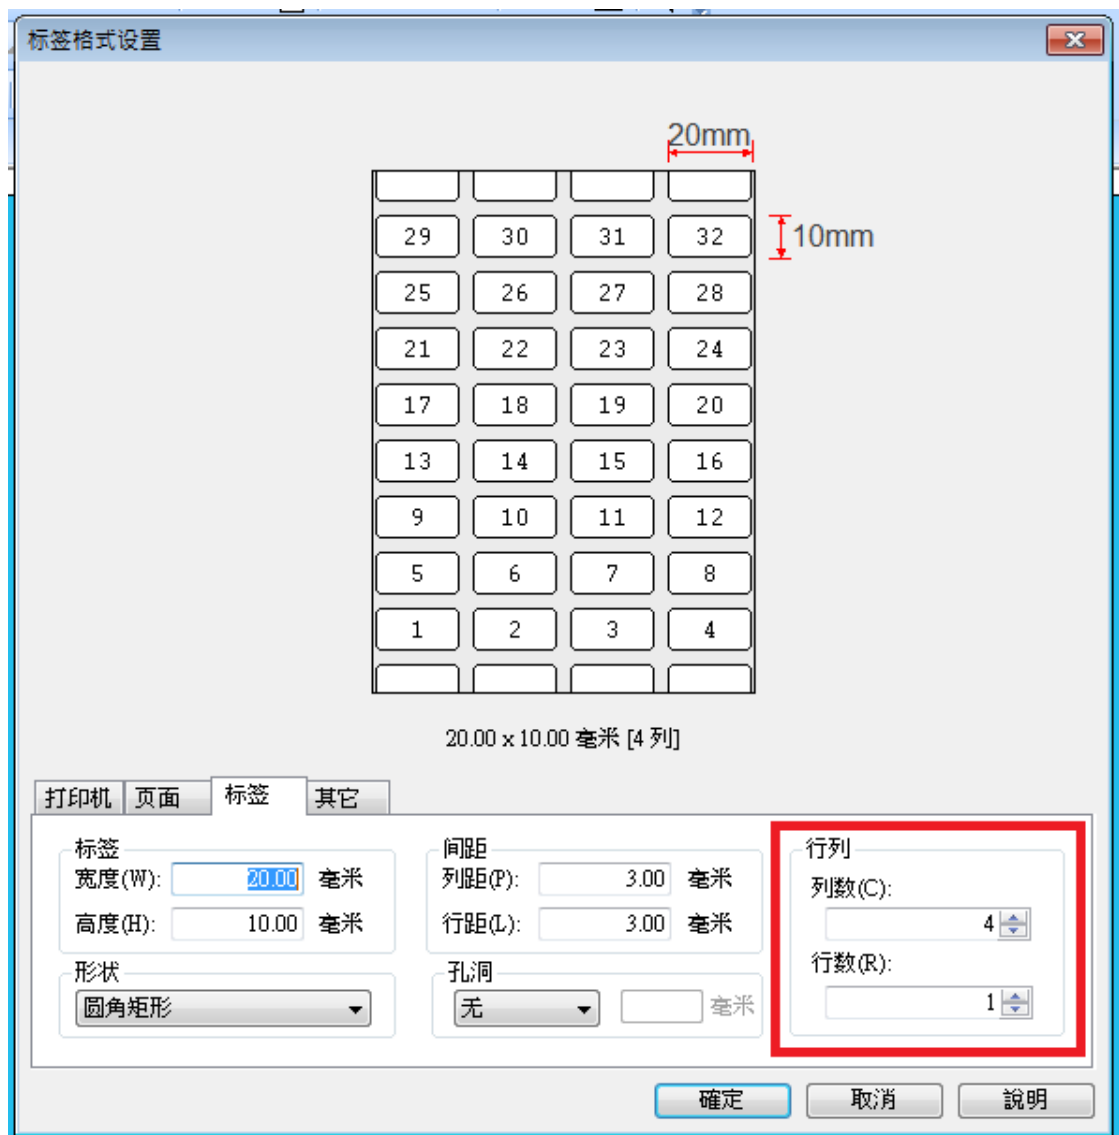 标签格式设置
20mm
29 30 31 32 10mm
25 26 27 28
21 22 23 24
17 18 19 20
13 14 15 16
9 10 11 12
5 6 7 8
1 2 3 4
20.00 x 10.00 毫米 [4 列]
打印机 页面 标签 其它
标签
宽度(W): 20.00 毫米
高度(H): 10.00 毫米
间距
列距(P): 3.00 毫米
行距(L): 3.00 毫米
行列
列数(C):
4
行数(R):
1
形状
圆角矩形
孔洞
无 毫米
確定 取消 說明